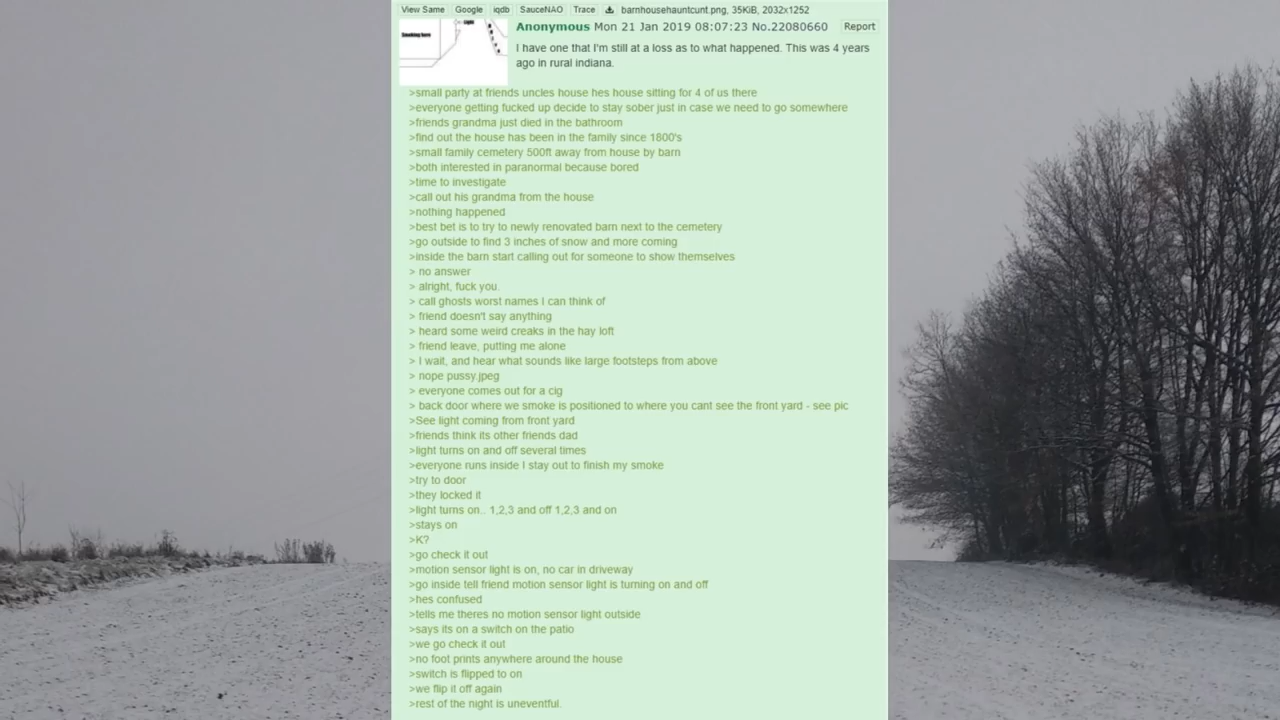 View Same Google iqdb SauceNAO Trace barnhousehauntcunt.png, 35KiB, 2032x1252
Anonymous Mon 21 Jan 2019 08:07:23 No.22080660 Report
Light
Smoking here
I have one that I'm still at a loss as to what happened. This was 4 years
ago in rural indiana.
>small party at friends uncles house hes house sitting for 4 of us there
>everyone getting fucked up decide to stay sober just in case we need to go somewhere
>friends grandma just died in the bathroom
>find out the house has been in the family since 1800's
>small family cemetery 500ft away from house by barn
>both interested in paranormal because bored
>time to investigate
>call out his grandma from the house
>nothing happened
>best bet is to try to newly renovated barn next to the cemetery
>go outside to find 3 inches of snow and more coming
>inside the barn start calling out for someone to show themselves
> no answer
> alright, fuck you.
> call ghosts worst names I can think of
> friend doesn't say anything
> heard some weird creaks in the hay loft
> friend leave, putting me alone
> I wait, and hear what sounds like large footsteps from above
> nope pussy.jpeg
> everyone comes out for a cig
> back door where we smoke is positioned to where you cant see the front yard - see pic
>See light coming from front yard
>friends think its other friends dad
>light turns on and off several times
>everyone runs inside I stay out to finish my smoke
>try to door
>they locked it
>light turns on.. 1,2,3 and off 1,2,3 and on
>stays on
>K?
>go check it out
>motion sensor light is on, no car in driveway
>go inside tell friend motion sensor light is turning on and off
>hes confused
>tells me theres no motion sensor light outside
>says its on a switch on the patio
>we go check it out
>no foot prints anywhere around the house
>switch is flipped to on
>we flip it off again
>rest of the night is uneventful.